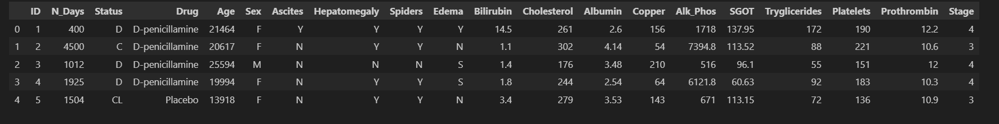 ID N_Days Status Drug Age Sex Ascites Hepatomegaly Spiders Edema Bilirubin Cholesterol Albumin Copper Alk_Phos SGOT Tryglicerides Platelets Prothrombin Stage
0 1 400 D D-penicillamine 21464 F Y Y Y Y 14.5 261 2.6 156 1718 137.95 172 190 12.2 4
1 2 4500 C D-penicillamine 20617 F N Y Y N 1.1 302 4.14 54 7394.8 113.52 88 221 10.6 3
2 3 1012 D D-penicillamine 25594 M N N N S 1.4 176 3.48 210 516 96.1 55 151 12 4
3 4 1925 D D-penicillamine 19994 F N Y Y S 1.8 244 2.54 64 6121.8 60.63 92 183 10.3 4
4 5 1504 CL Placebo 13918 F N Y Y N 3.4 279 3.53 143 671 113.15 72 136 10.9 3